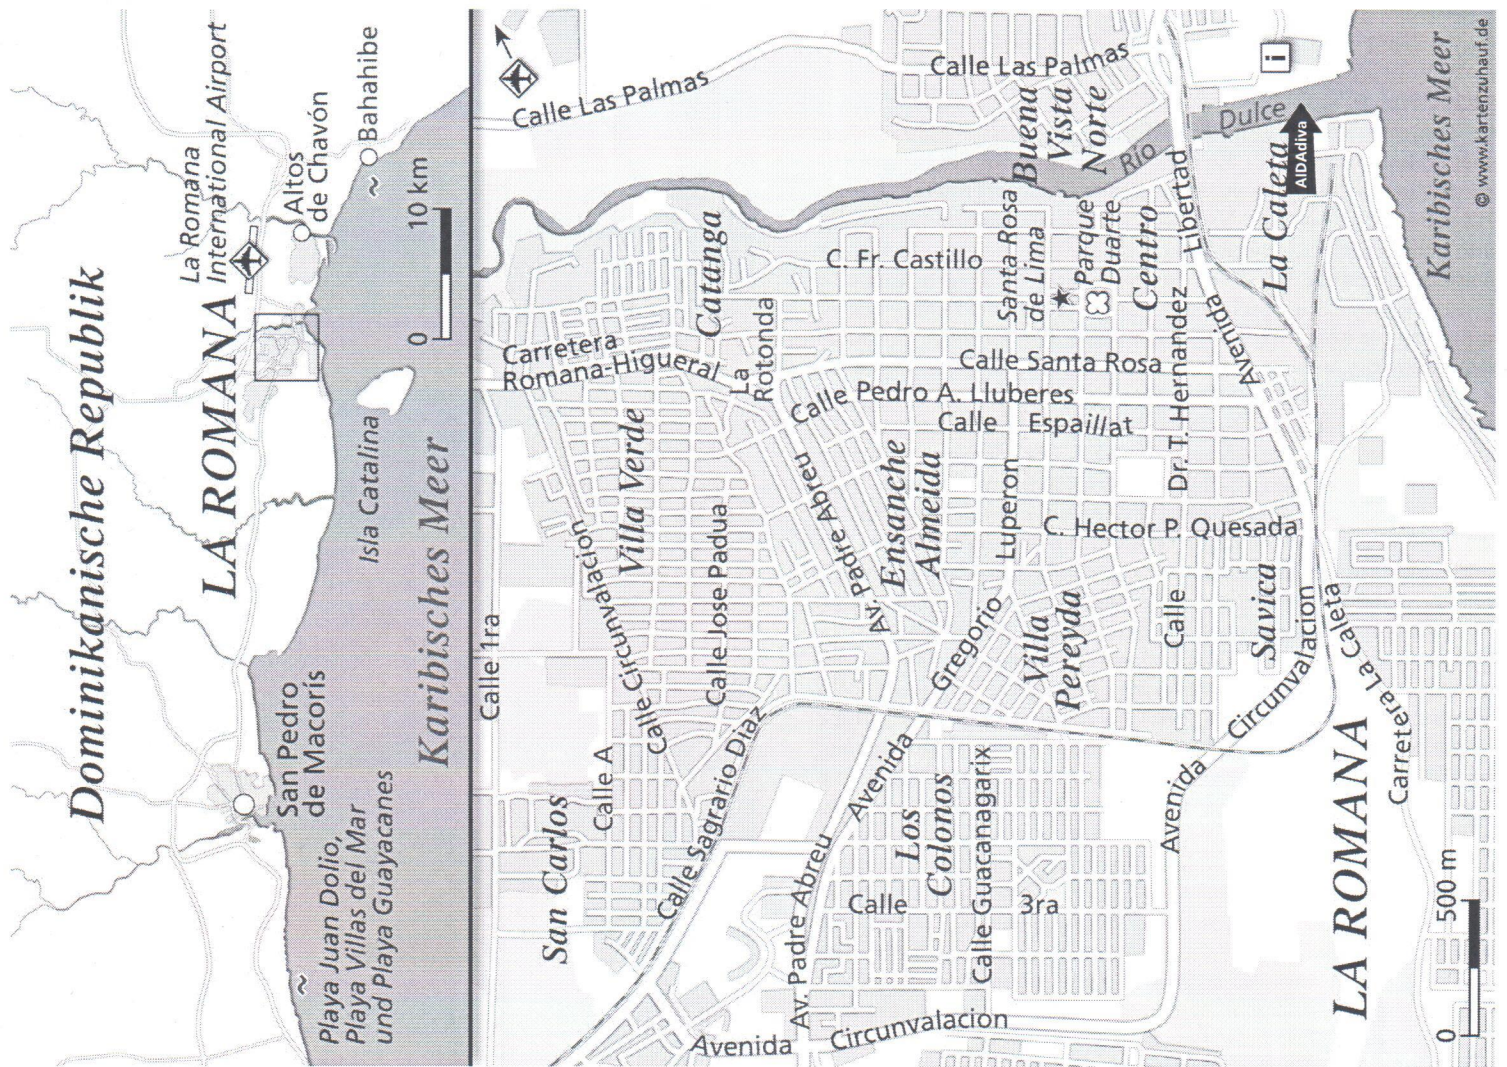 Dominikanische Republik
LA ROMANA
La Romana
International Airport
Altos
de Chavón
Bahahibe
San Pedro
de Macorís
Playa Juan Dolio,
Playa Villas del Mar
und Playa Guayacanes
Isla Catalina
Karibisches Meer
0
10 km
Calle Las Palmas
Calle Las Palmas
Buena
Vista
Norte
Río
Dulce
Catanga
C. Fr. Castillo
Santa Rosa
de Lima
Parque
Duarte
Centro
Libertad
La Caleta
AIDAdiva
i
Carretera
Romana-Higueral
La
Rotonda
Calle Santa Rosa
Calle Pedro A. Lluberes
Calle Espaillat
Dr. T. Hernandez
Avenida
Villa Verde
Calle Circunvalacion
Calle Jose Padua
Av. Padre Abreu
Ensanche
Almeida
Luperon
Gregorio
Avenida
C. Hector P. Quesada
Calle 1ra
Villa
Pereyda
Calle
Savica
Circunvalacion
Avenida
Carretera La Caleta
San Carlos
Calle A
Calle Sagrario Diaz
Av. Padre Abreu
Los
Colonos
Calle 3ra
Calle Guacanagarix
Avenida Circunvalacion
LA ROMANA
0
500 m
Karibisches Meer
© www.kartenzuhauf.de